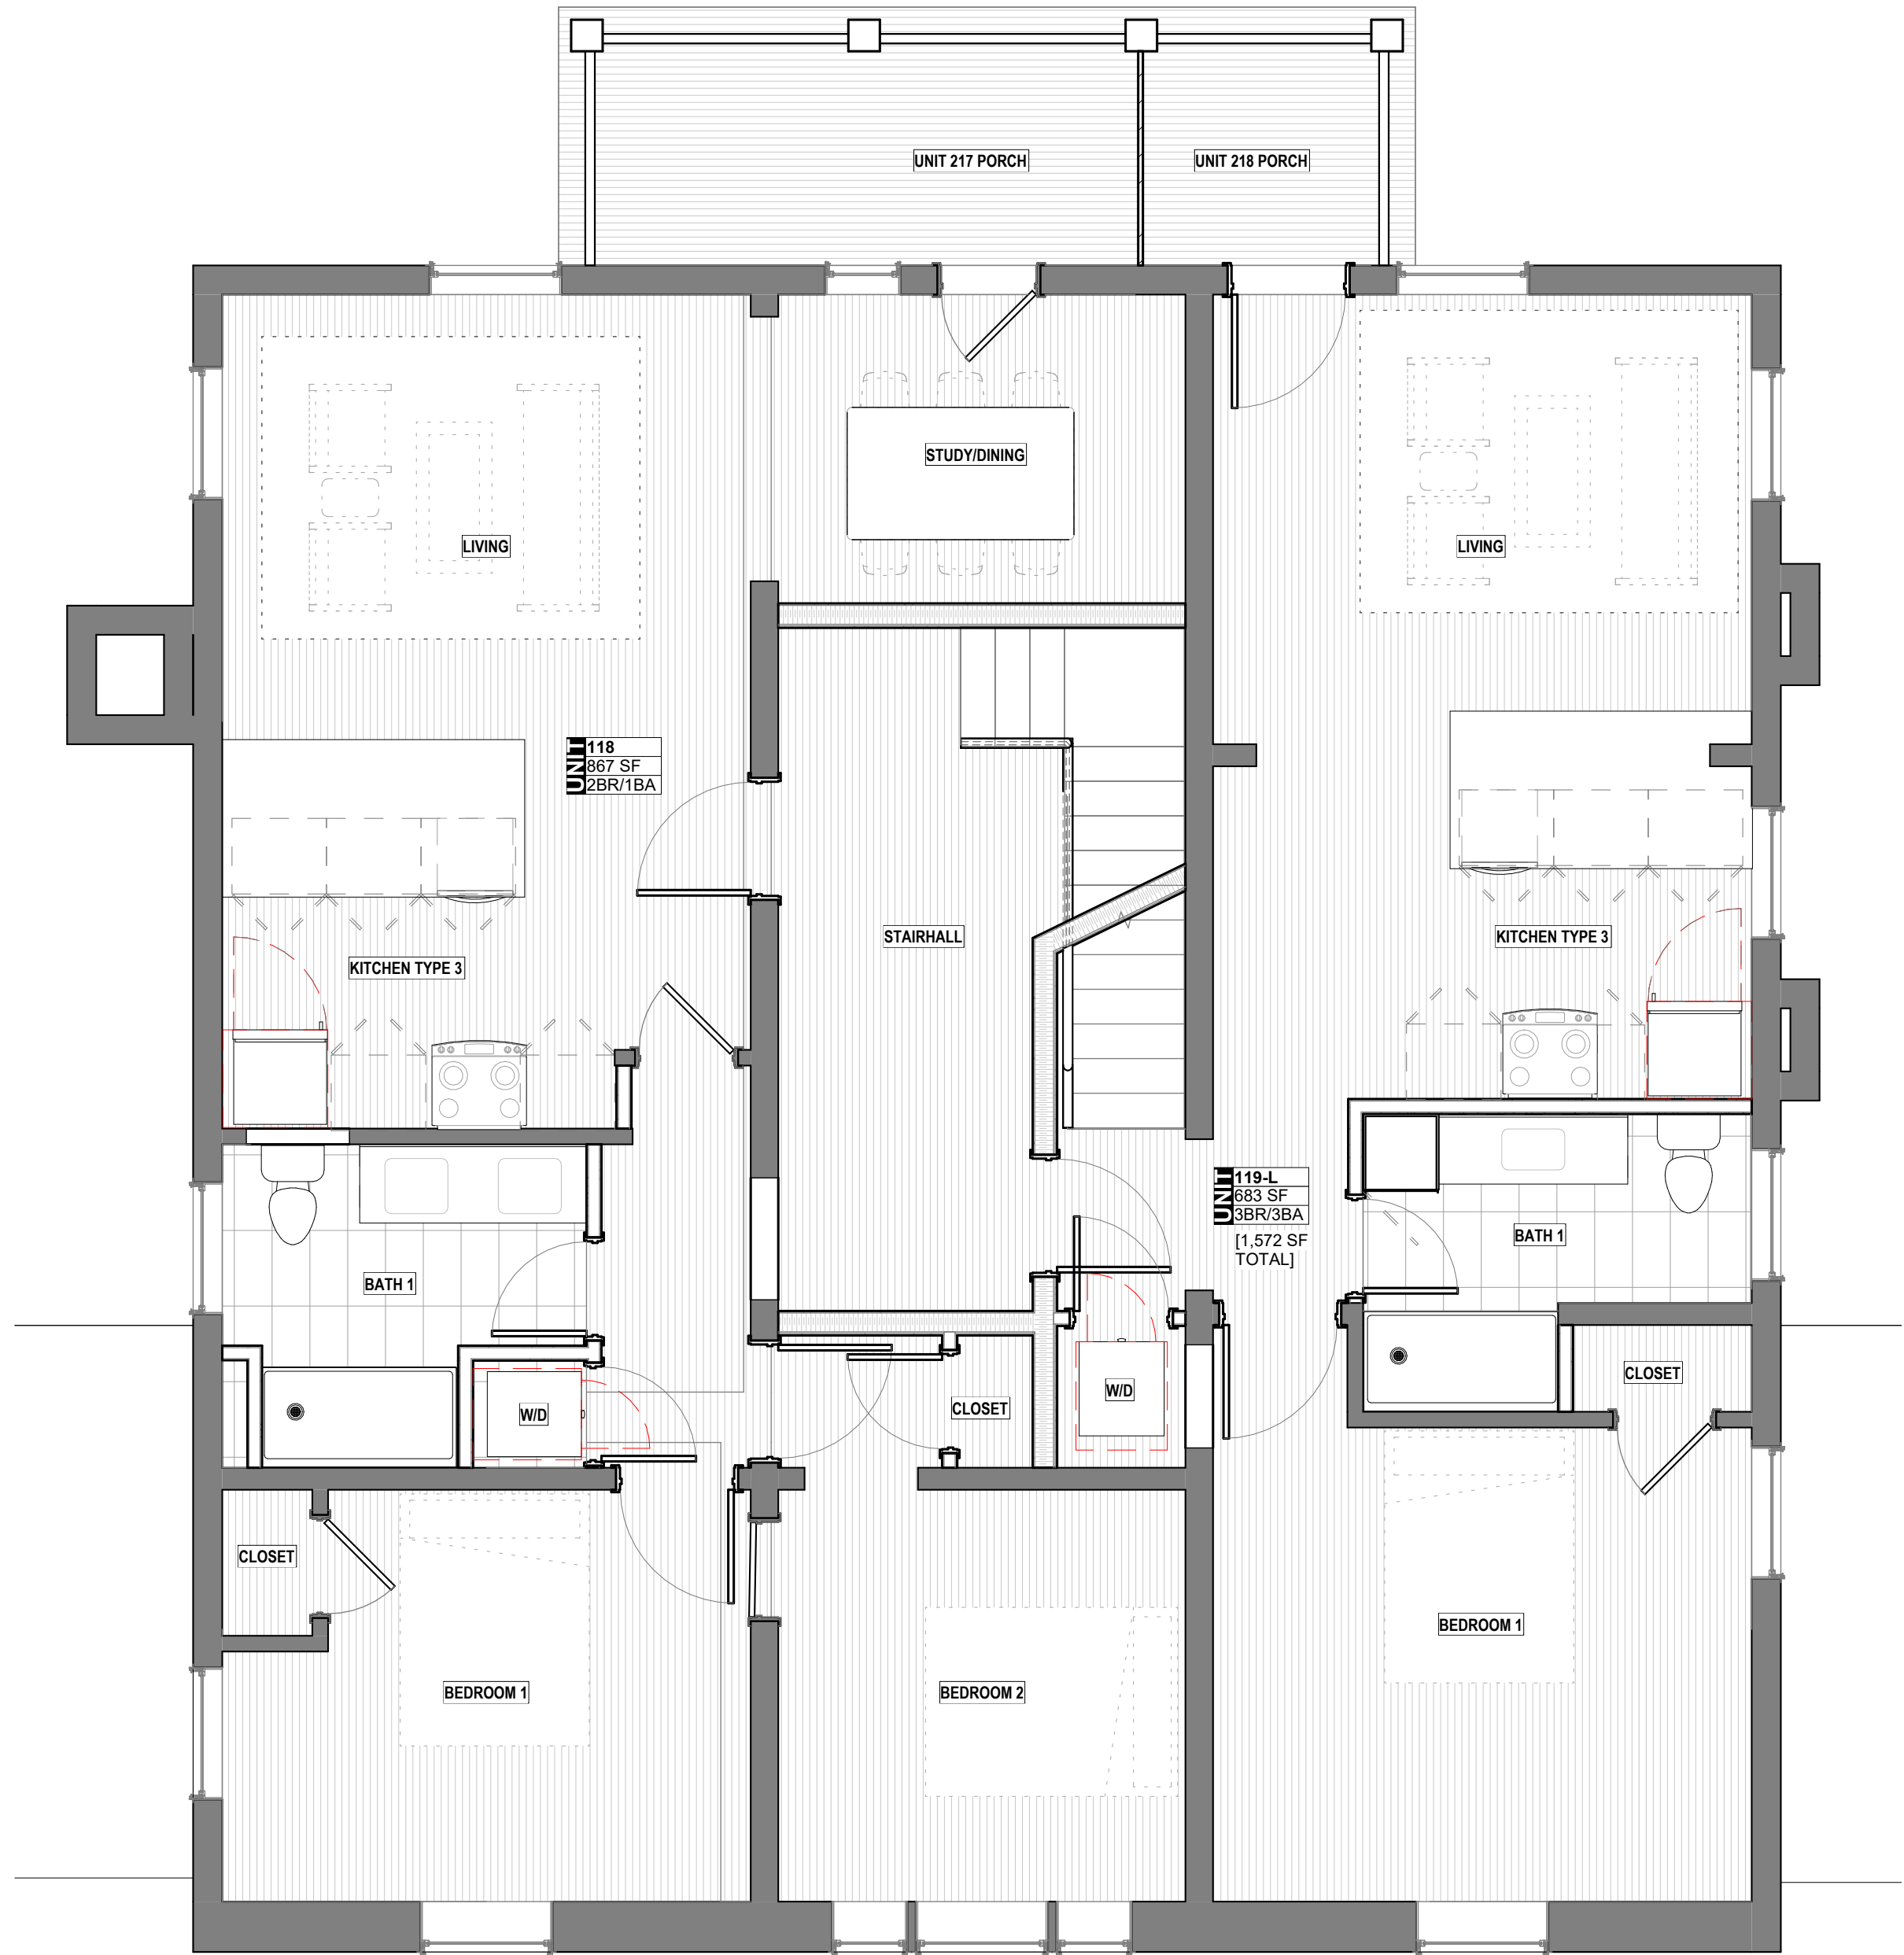 UNIT 217 PORCH
UNIT 218 PORCH
STUDY/DINING
LIVING
LIVING
UNIT
118
867 SF
2BR/1BA
STAIRHALL
KITCHEN TYPE 3
KITCHEN TYPE 3
UNIT
119-L
683 SF
3BR/3BA
[1,572 SF
TOTAL]
BATH 1
BATH 1
W/D
CLOSET
W/D
CLOSET
CLOSET
BEDROOM 1
BEDROOM 2
BEDROOM 1